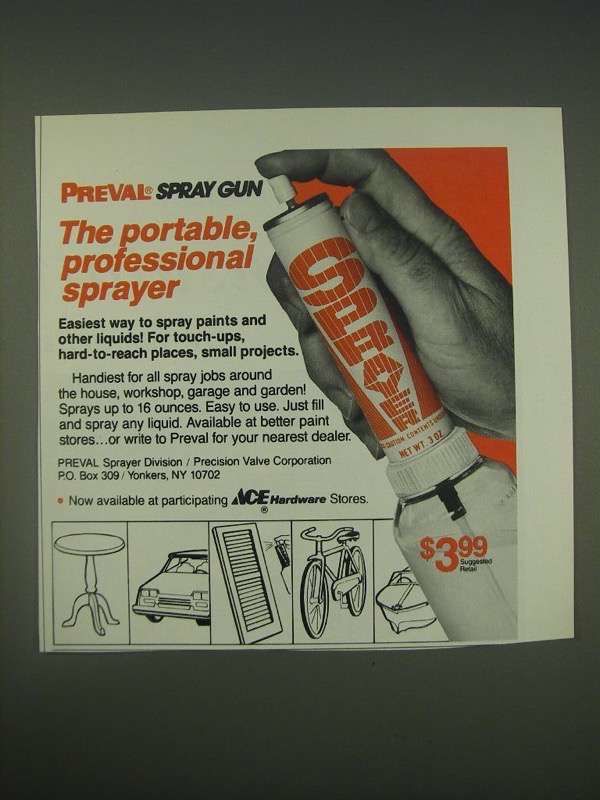 PREVAL® SPRAY GUN
The portable,
professional
sprayer
Easiest way to spray paints and
other liquids! For touch-ups,
hard-to-reach places, small projects.
Handiest for all spray jobs around
the house, workshop, garage and garden!
Sprays up to 16 ounces. Easy to use. Just fill
and spray any liquid. Available at better paint
stores...or write to Preval for your nearest dealer.
PREVAL Sprayer Division / Precision Valve Corporation
P.O. Box 309 / Yonkers, NY 10702
• Now available at participating ACE Hardware Stores.
®
CAUTION: CONTENTS
NET WT. 3 OZ.
$3.99
Suggested
Retail